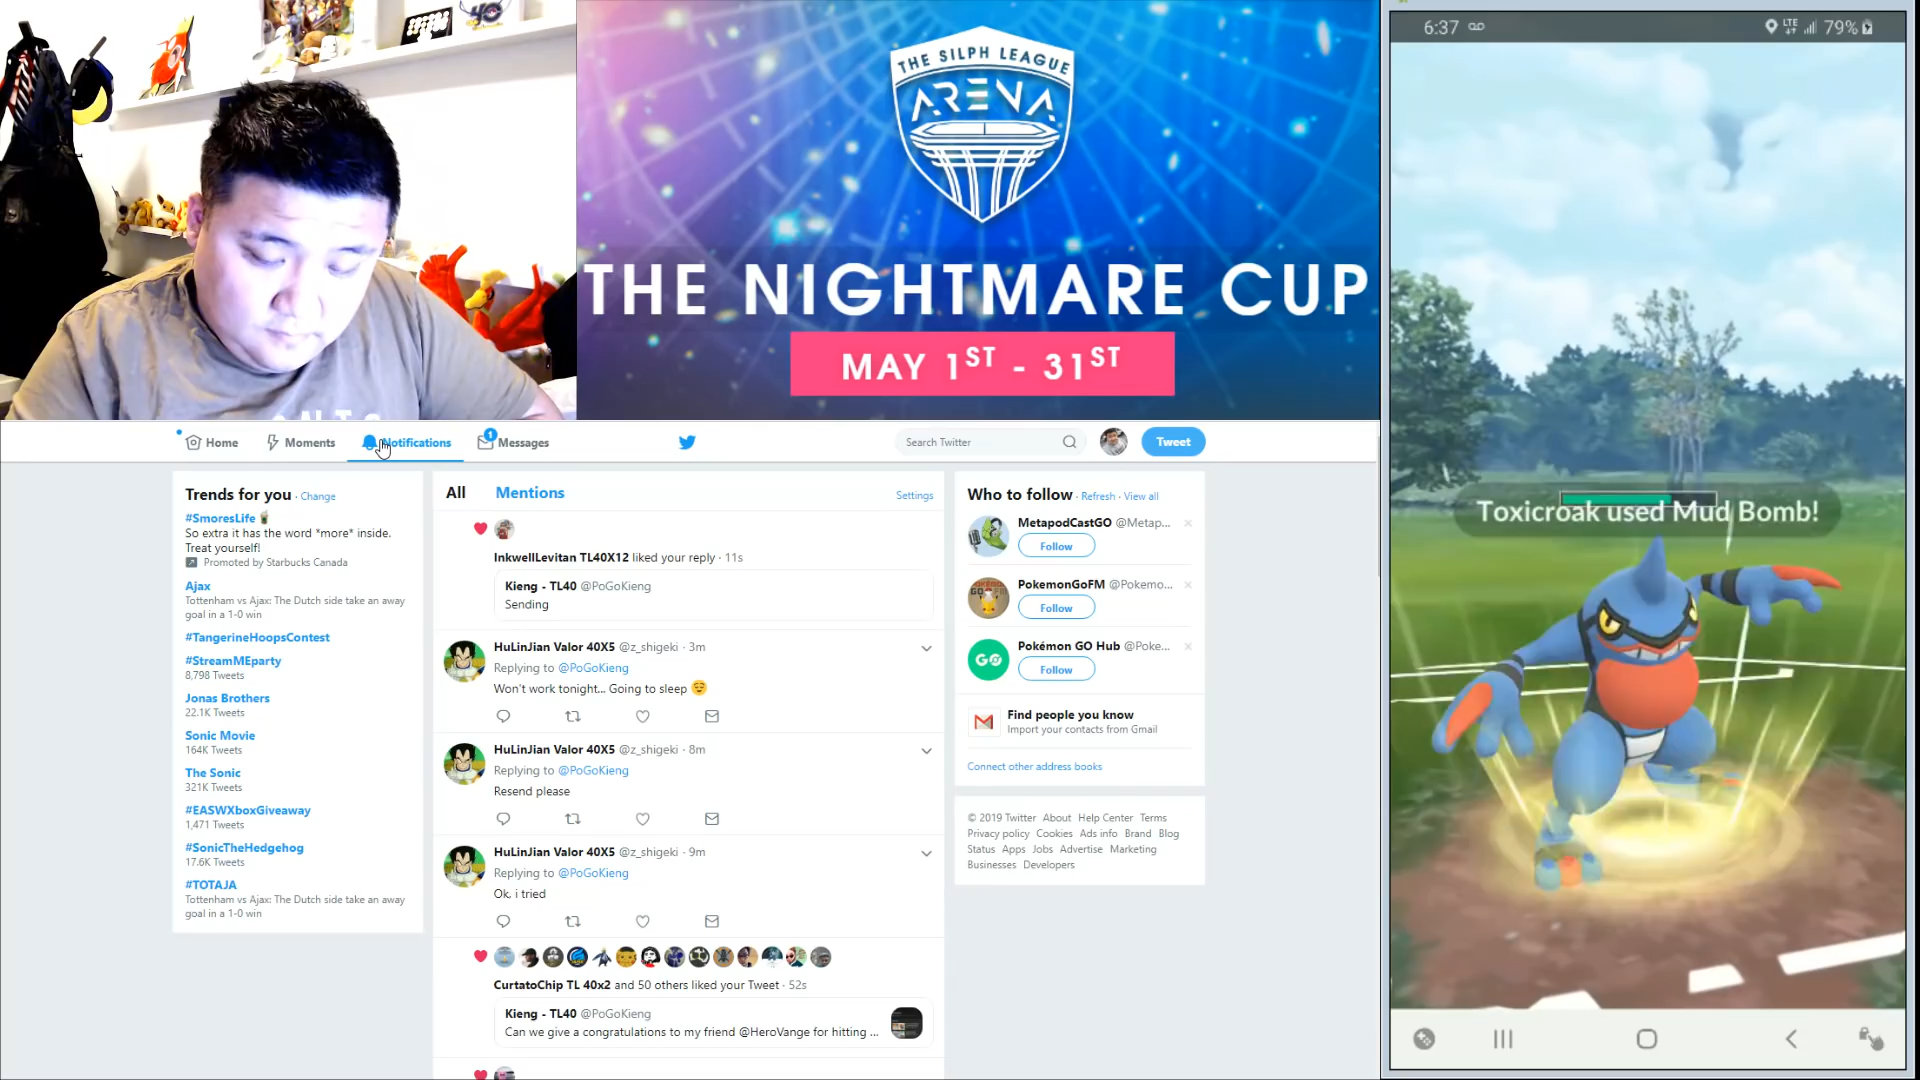 THE SILPH LEAGUE
ARENA
THE NIGHTMARE CUP
MAY 1ST - 31ST
Home
Moments
Notifications
1
Messages
Search Twitter
Tweet
Trends for you · Change
#SmoresLife
So extra it has the word *more* inside.
Treat yourself!
Promoted by Starbucks Canada
Ajax
Tottenham vs Ajax: The Dutch side take an away
goal in a 1-0 win
#TangerineHoopsContest
#StreamMEparty
8,798 Tweets
Jonas Brothers
22.1K Tweets
Sonic Movie
164K Tweets
The Sonic
321K Tweets
#EASWXboxGiveaway
1,471 Tweets
#SonicTheHedgehog
17.6K Tweets
#TOTAJA
Tottenham vs Ajax: The Dutch side take an away
goal in a 1-0 win
All
Mentions
Settings
InkwellLevitan TL40X12 liked your reply · 11s
Kieng - TL40 @PoGoKieng
Sending
HuLinJian Valor 40X5 @z_shigeki · 3m
Replying to @PoGoKieng
Won't work tonight... Going to sleep
HuLinJian Valor 40X5 @z_shigeki · 8m
Replying to @PoGoKieng
Resend please
HuLinJian Valor 40X5 @z_shigeki · 9m
Replying to @PoGoKieng
Ok, i tried
CurtatoChip TL 40x2 and 50 others liked your Tweet · 52s
Kieng - TL40 @PoGoKieng
Can we give a congratulations to my friend @HeroVange for hitting ...
Who to follow · Refresh · View all
MetapodCastGO @Metap...
Follow
PokemonGoFM @Pokemo...
Follow
GO
Pokémon GO Hub @Poke...
Follow
Find people you know
Import your contacts from Gmail
Connect other address books
© 2019 Twitter About Help Center Terms
Privacy policy Cookies Ads info Brand Blog
Status Apps Jobs Advertise Marketing
Businesses Developers
6:37
LTE
79%
Toxicroak used Mud Bomb!